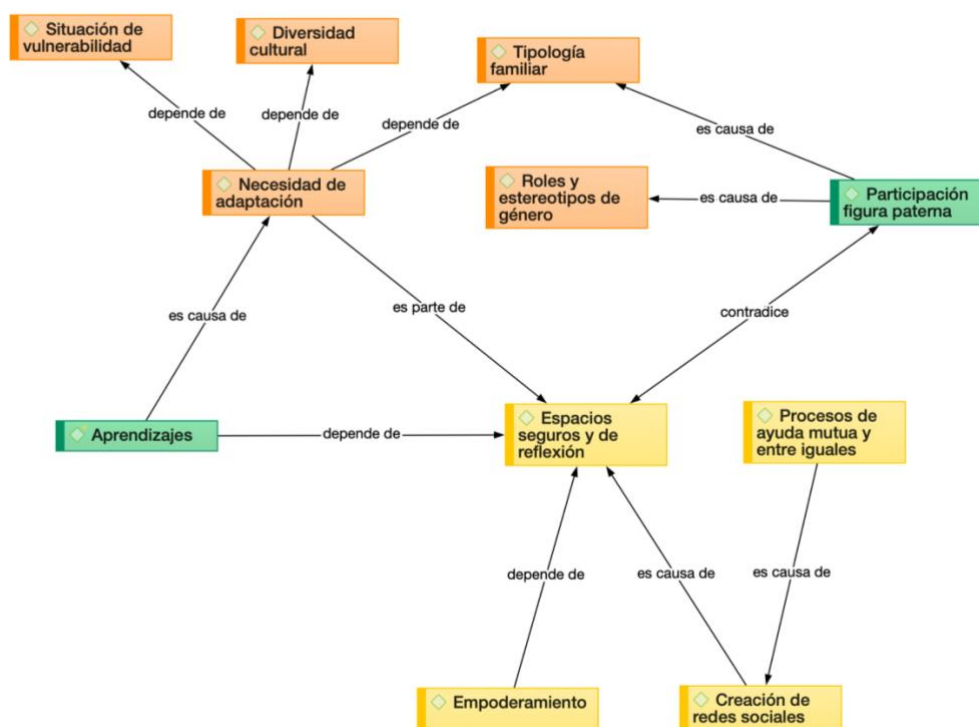 Situación de
vulnerabilidad
Diversidad
cultural
Tipología
familiar
depende de
depende de
depende de
es causa de
Necesidad de
adaptación
Roles y
estereotipos de
género
es causa de
Participación
figura paterna
es causa de
es parte de
contradice
Aprendizajes
depende de
Espacios
seguros y de
reflexión
Procesos de
ayuda mutua y
entre iguales
depende de
es causa de
es causa de
Empoderamiento
Creación de
redes sociales